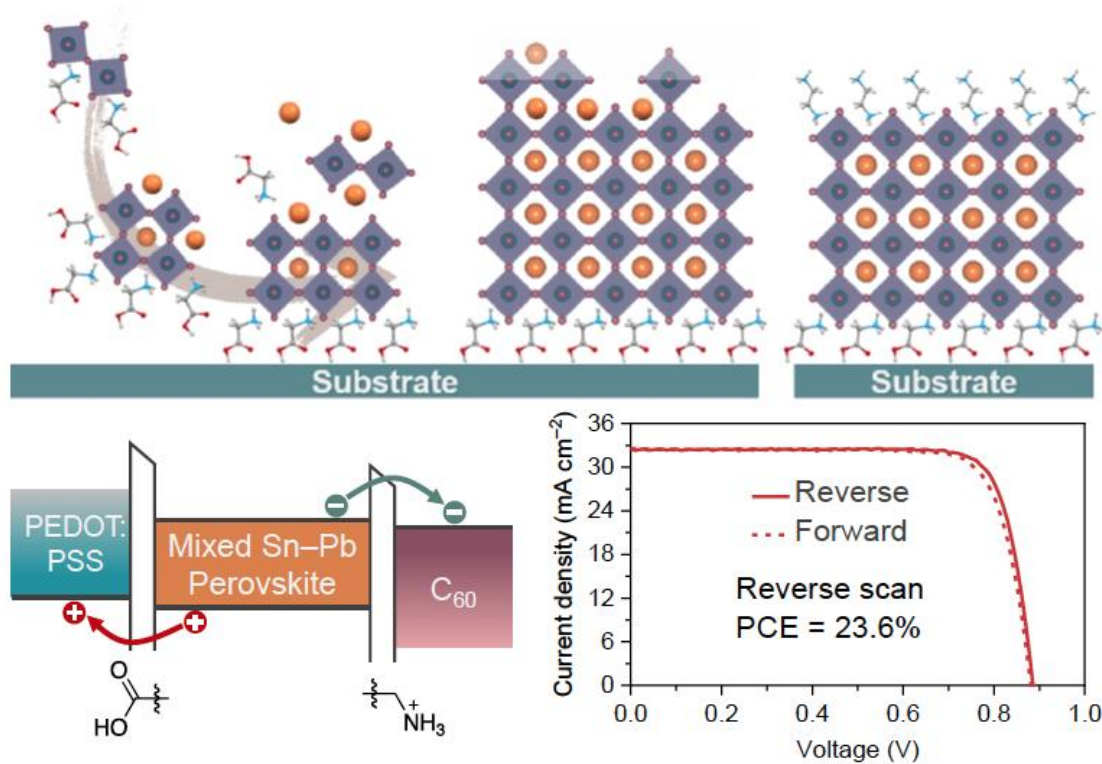 Substrate
Substrate
PEDOT:
PSS
Mixed Sn–Pb
Perovskite
C60
O
HO
+
NH3
Current density (mA cm−2)
36
30
24
18
12
6
0
Reverse
Forward
Reverse scan
PCE = 23.6%
0.0 0.2 0.4 0.6 0.8 1.0
Voltage (V)